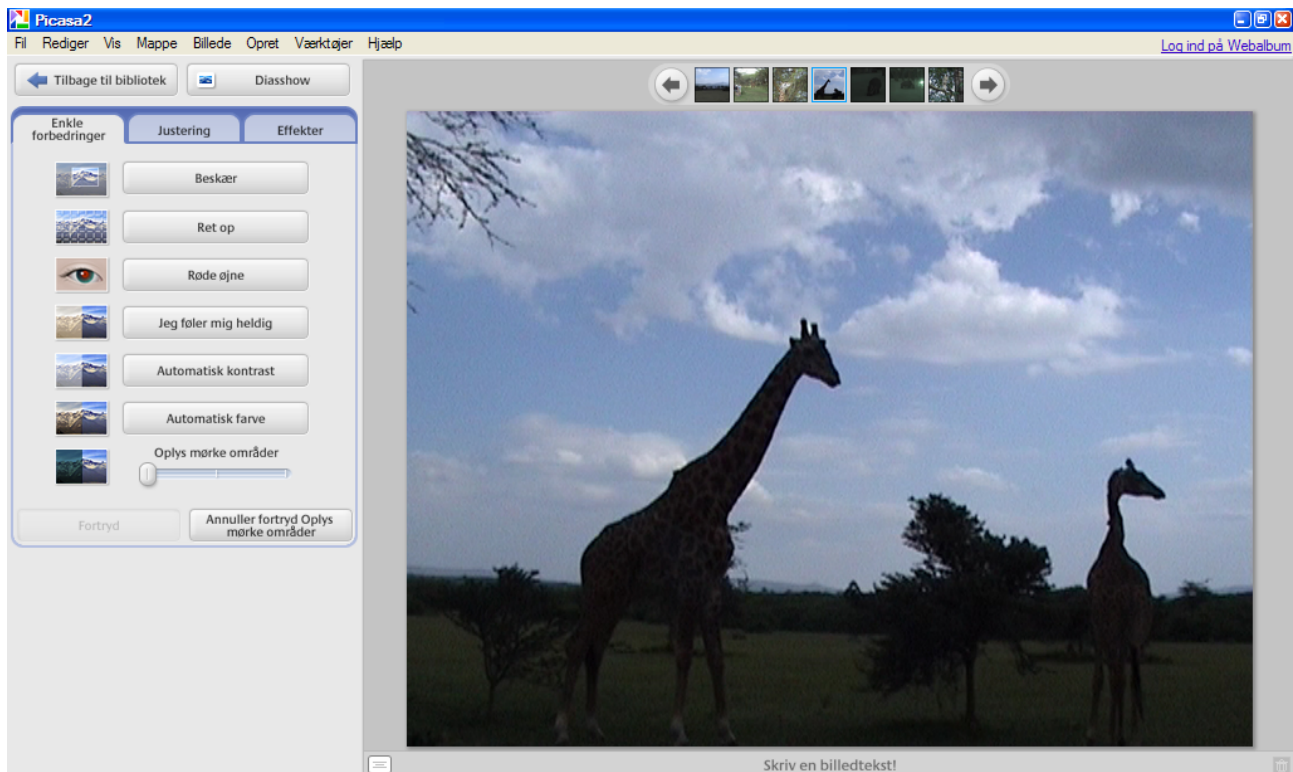 Picasa2
Fil Rediger Vis Mappe Billede Opret Værktøjer Hjælp
Log ind på Webalbum
Tilbage til bibliotek
Diasshow
Enkle
forbedringer
Justering
Effekter
Beskær
Ret op
Røde øjne
Jeg føler mig heldig
Automatisk kontrast
Automatisk farve
Oplys mørke områder
Fortryd
Annuller fortryd Oplys
mørke områder
Skriv en billedtekst!